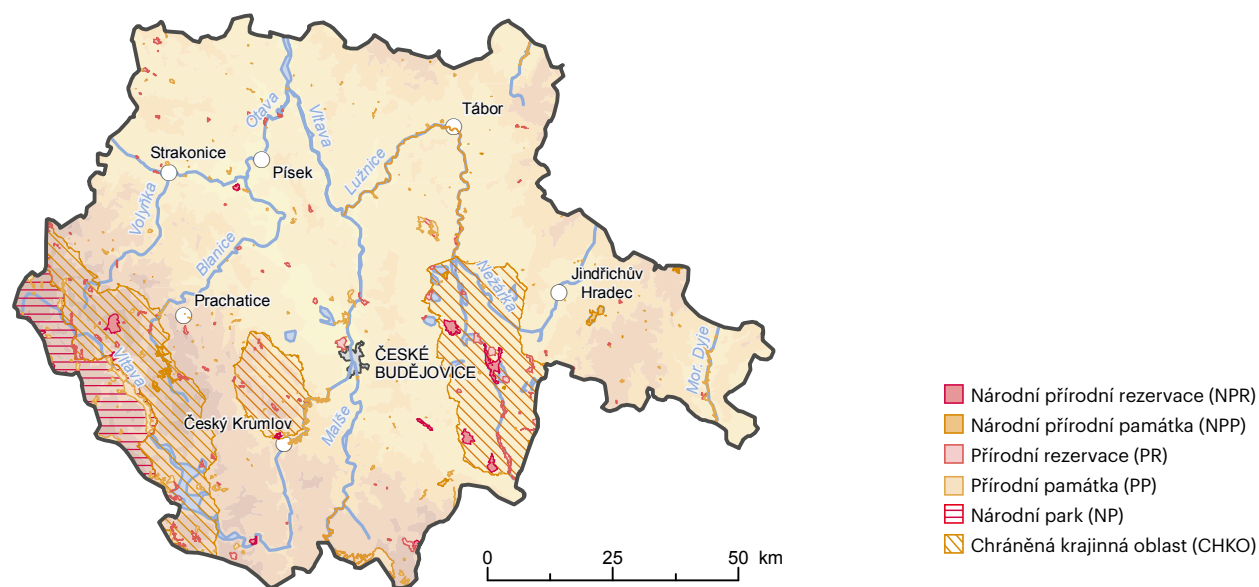 Tábor
Otava
Vltava
Strakonice
Písek
Lužnice
Volyňka
Blanice
Nežárka
Jindřichův
Hradec
Prachatice
Vltava
ČESKÉ
BUDĚJOVICE
Mor. Dyje
Český Krumlov
Malše
Národní přírodní rezervace (NPR)
Národní přírodní památka (NPP)
Přírodní rezervace (PR)
Přírodní památka (PP)
Národní park (NP)
Chráněná krajinná oblast (CHKO)
0 25 50 km